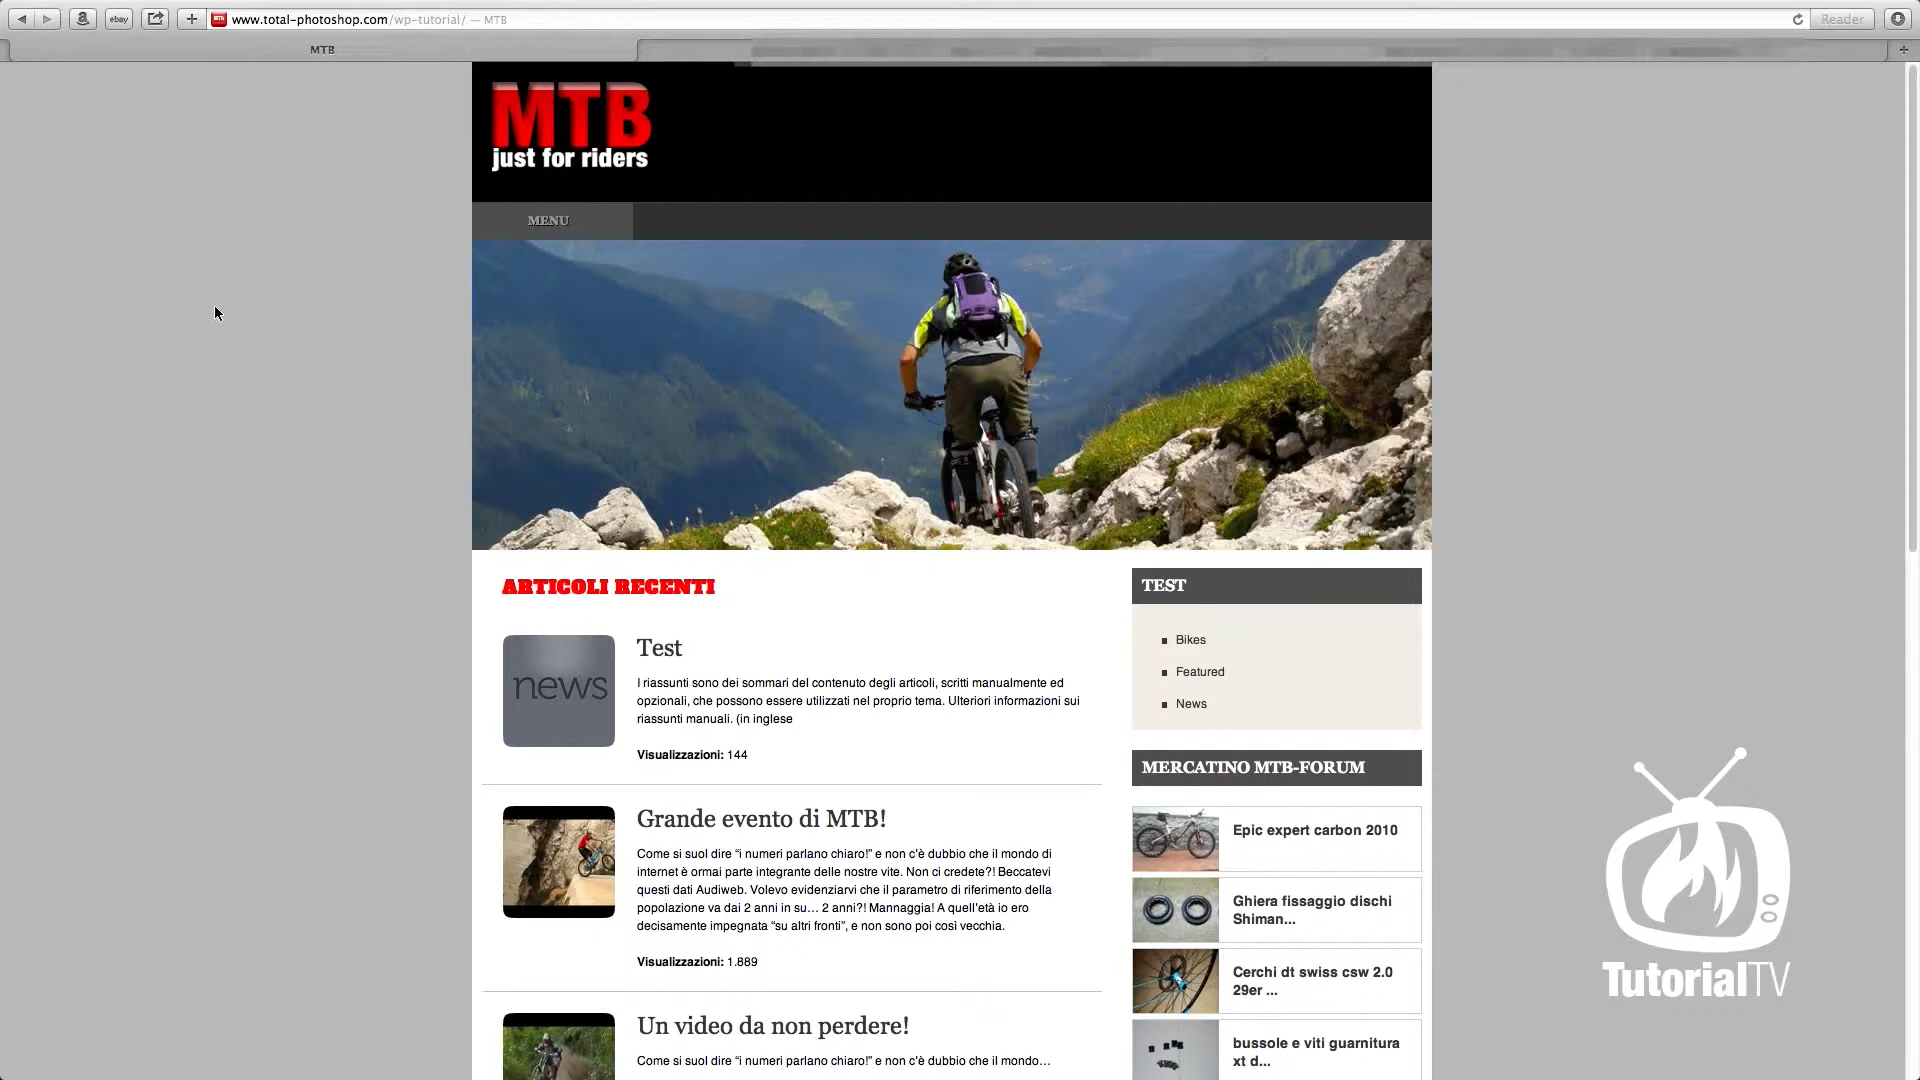 ebay
www.total-photoshop.com/wp-tutorial/ — MTB
Reader
MTB
MTB
just for riders
MENU
ARTICOLI RECENTI
news
Test
I riassunti sono dei sommari del contenuto degli articoli, scritti manualmente ed
opzionali, che possono essere utilizzati nel proprio tema. Ulteriori informazioni sui
riassunti manuali. (in inglese
Visualizzazioni: 144
Grande evento di MTB!
Come si suol dire “i numeri parlano chiaro!” e non c'è dubbio che il mondo di
internet è ormai parte integrante delle nostre vite. Non ci credete?! Beccatevi
questi dati Audiweb. Volevo evidenziarvi che il parametro di riferimento della
popolazione va dai 2 anni in su… 2 anni?! Mannaggia! A quell'età io ero
decisamente impegnata “su altri fronti”, e non sono poi così vecchia.
Visualizzazioni: 1.889
Un video da non perdere!
Come si suol dire “i numeri parlano chiaro!” e non c'è dubbio che il mondo…
TEST
Bikes
Featured
News
MERCATINO MTB-FORUM
Epic expert carbon 2010
Ghiera fissaggio dischi
Shiman...
Cerchi dt swiss csw 2.0
29er ...
bussole e viti guarnitura
xt d...
TutorialTV